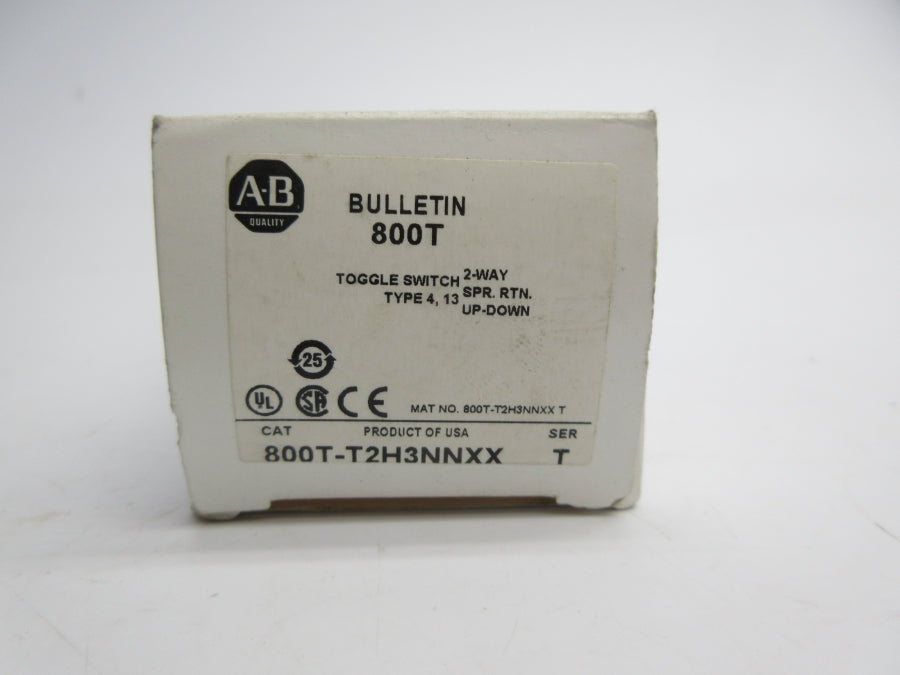 A-B
QUALITY
BULLETIN
800T
TOGGLE SWITCH 2-WAY
TYPE 4, 13 SPR. RTN.
UP-DOWN
25
UL
SA CE MAT NO. 800T-T2H3NNXX T
CAT PRODUCT OF USA SER
800T-T2H3NNXX T